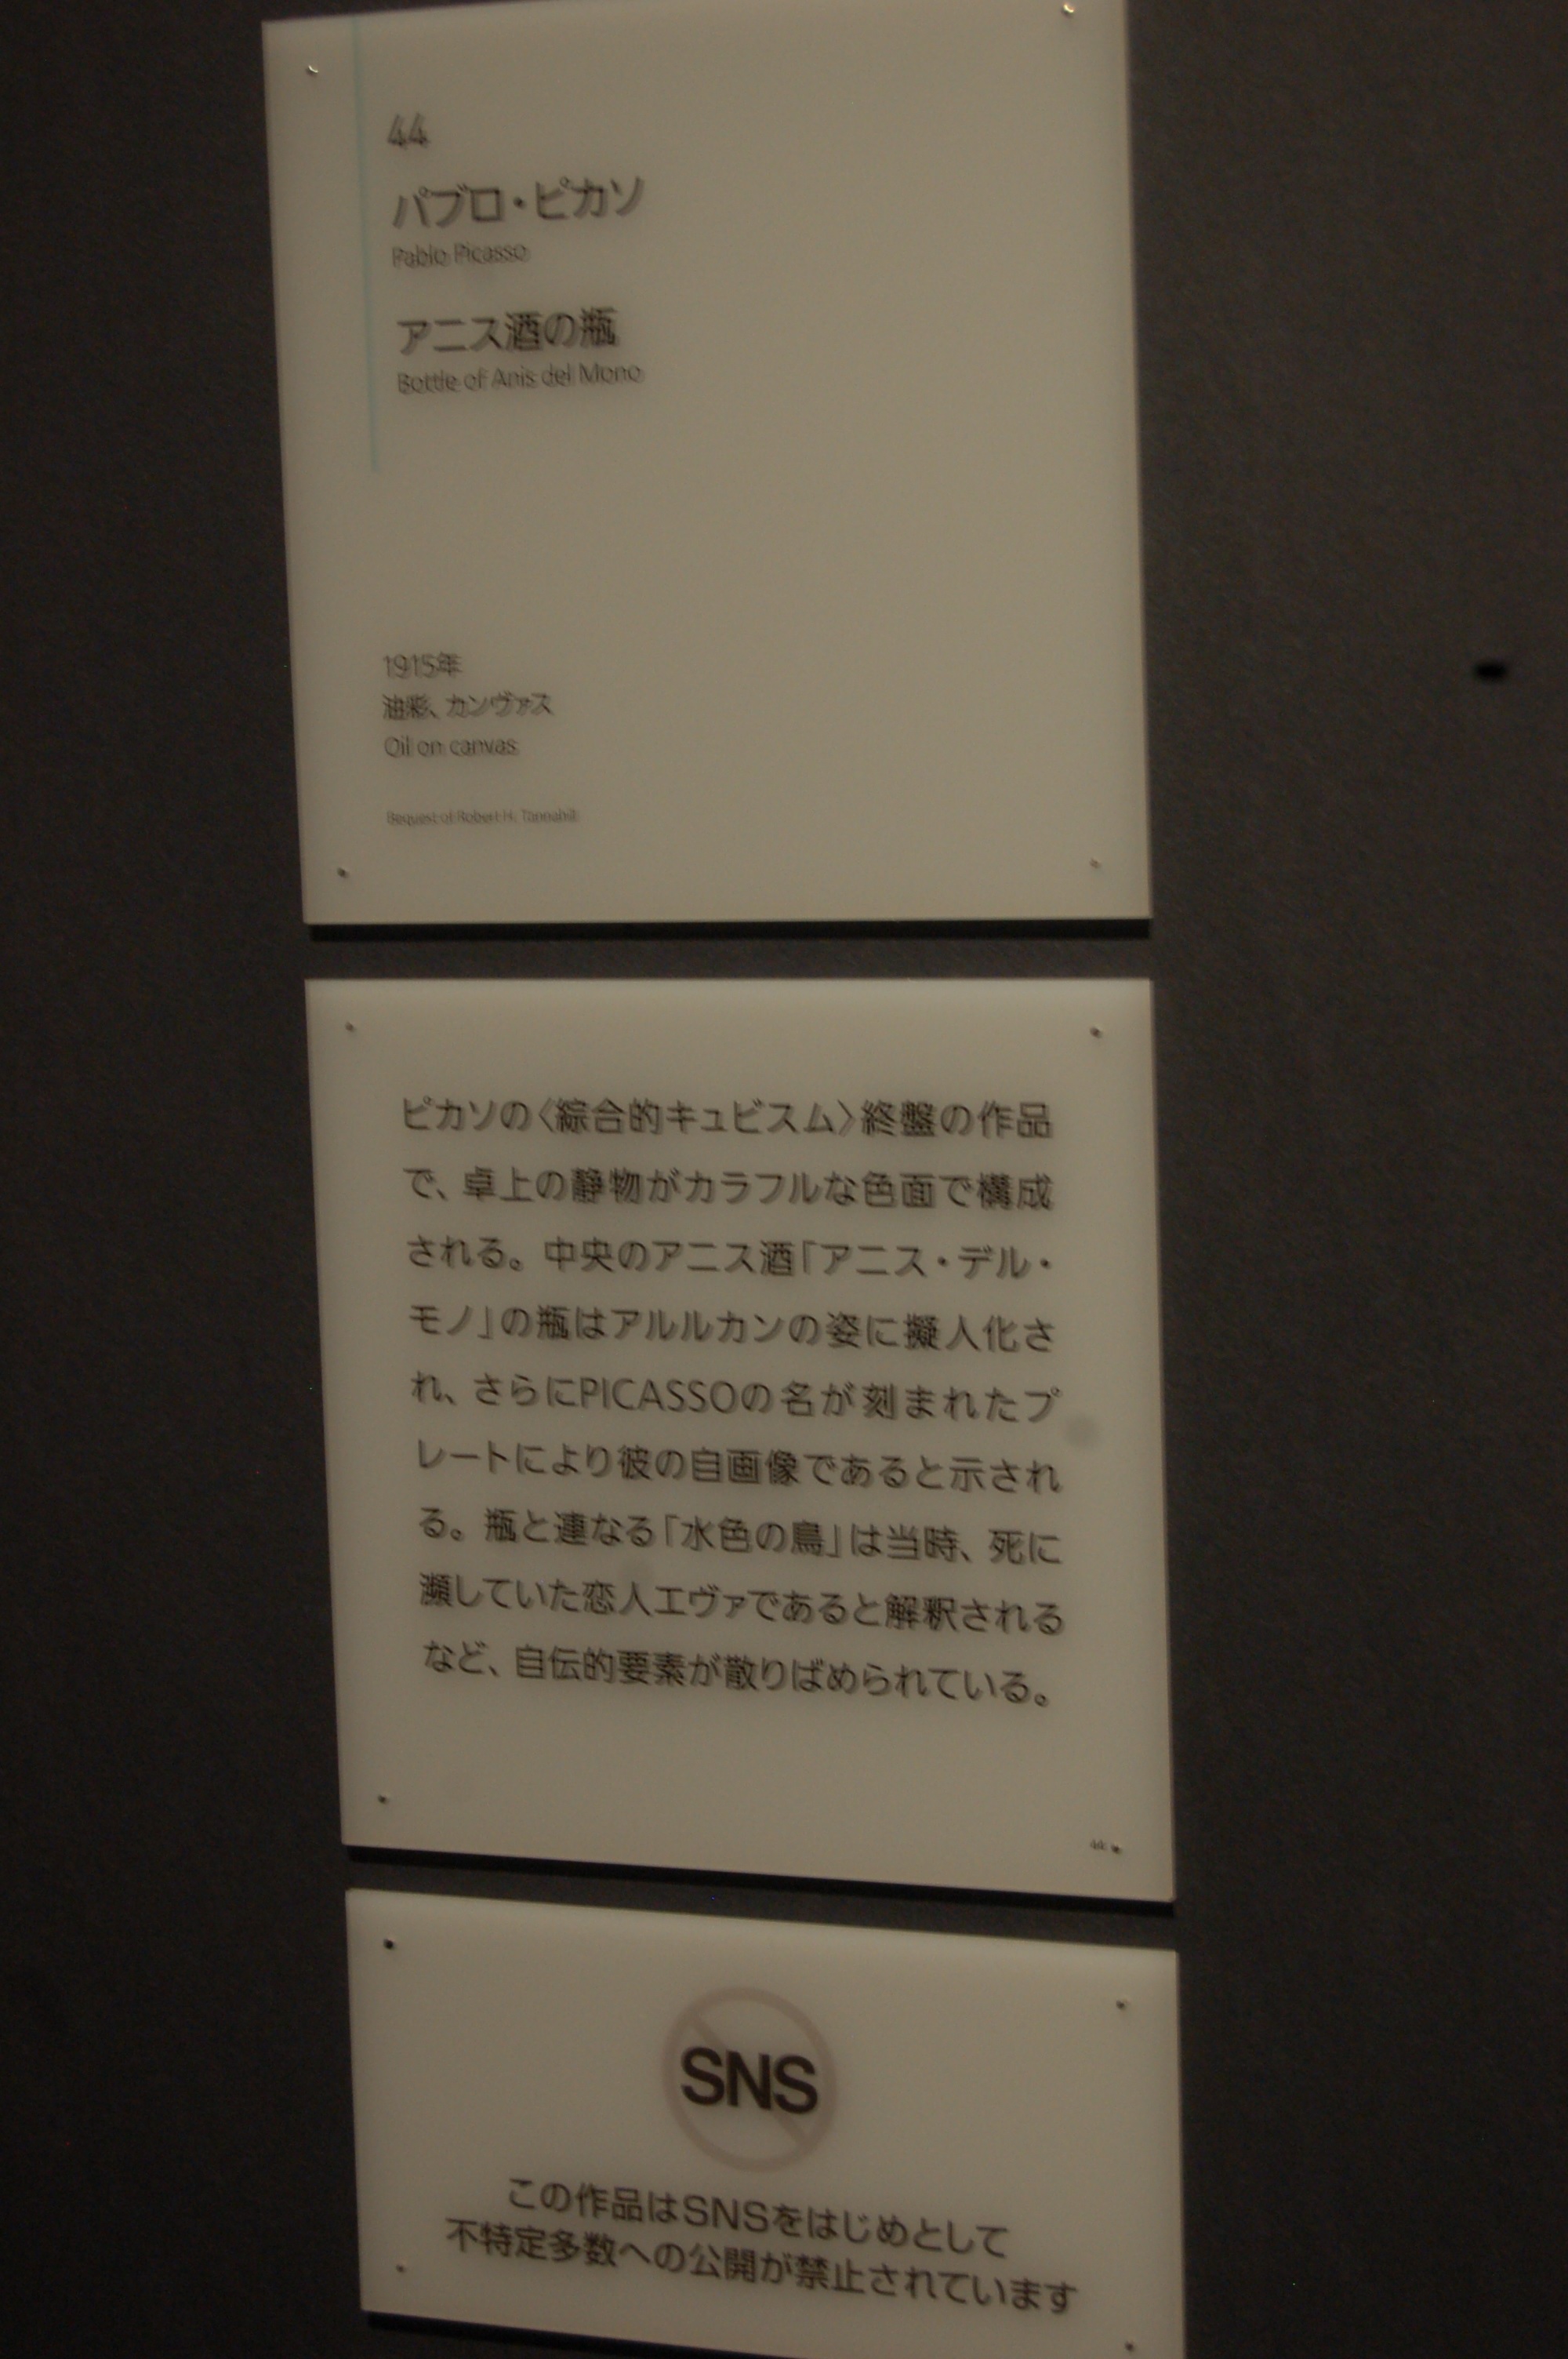 44
パブロ・ピカソ
Pablo Picasso
アニス酒の瓶
Bottle of Anis del Mono
1915年
油彩、カンヴァス
Oil on canvas
Bequest of Robert H. Tannahill
ピカソの〈綜合的キュビスム〉終盤の作品
で、卓上の静物がカラフルな色面で構成
される。中央のアニス酒「アニス・デル・
モノ」の瓶はアルルカンの姿に擬人化さ
れ、さらにPICASSOの名が刻まれたプ
レートにより彼の自画像であると示され
る。瓶と連なる「水色の鳥」は当時、死に
瀕していた恋人エヴァであると解釈される
など、自伝的要素が散りばめられている。
44
SNS
この作品はSNSをはじめとして
不特定多数への公開が禁止されています